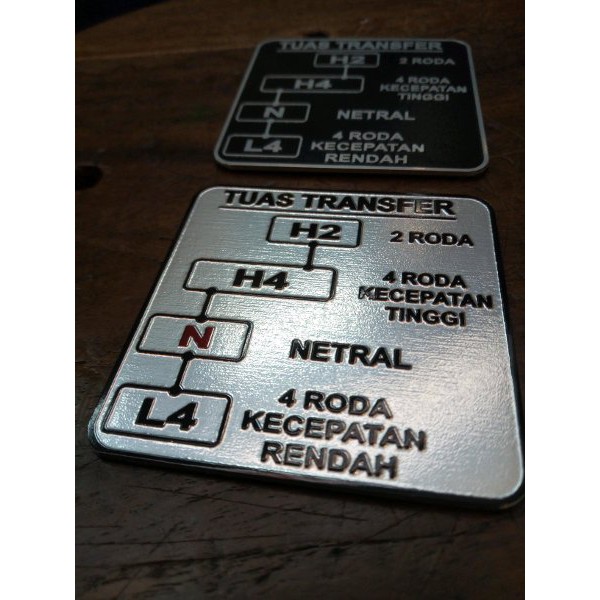 TUAS TRANSFER
H2 2 RODA
H4 4 RODA
KECEPATAN
TINGGI
N NETRAL
L4 4 RODA
KECEPATAN
RENDAH
TUAS TRANSFER
H2 2 RODA
H4 4 RODA
KECEPATAN
TINGGI
N NETRAL
L4 4 RODA
KECEPATAN
RENDAH